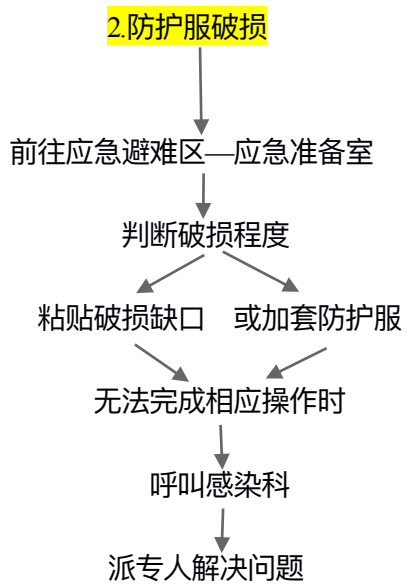 2.防护服破损
前往应急避难区—应急准备室
判断破损程度
粘贴破损缺口 或加套防护服
无法完成相应操作时
呼叫感染科
派专人解决问题